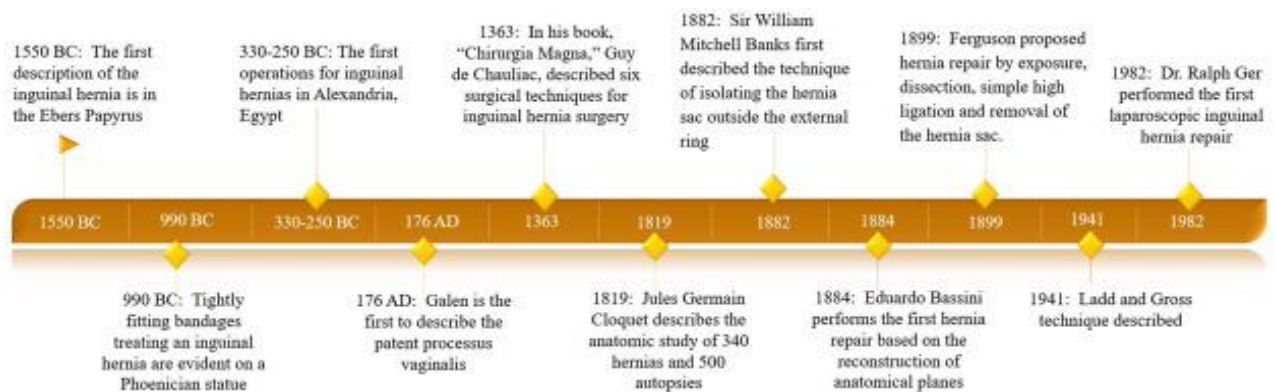 1550 BC: The first
description of the
inguinal hernia is in
the Ebers Papyrus
330-250 BC: The first
operations for inguinal
hernias in Alexandria,
Egypt
1363: In his book,
“Chirurgia Magna,” Guy
de Chauliac, described six
surgical techniques for
inguinal hernia surgery
1882: Sir William
Mitchell Banks first
described the technique
of isolating the hernia
sac outside the external
ring
1899: Ferguson proposed
hernia repair by exposure,
dissection, simple high
ligation and removal of
the hernia sac.
1982: Dr. Ralph Ger
performed the first
laparoscopic inguinal
hernia repair
1550 BC
990 BC
330-250 BC
176 AD
1363
1819
1882
1884
1899
1941
1982
990 BC: Tightly
fitting bandages
treating an inguinal
hernia are evident on a
Phoenician statue
176 AD: Galen is the
first to describe the
patent processus
vaginalis
1819: Jules Germain
Cloquet describes the
anatomic study of 340
hernias and 500
autopsies
1884: Eduardo Bassini
performs the first hernia
repair based on the
reconstruction of
anatomical planes
1941: Ladd and Gross
technique described